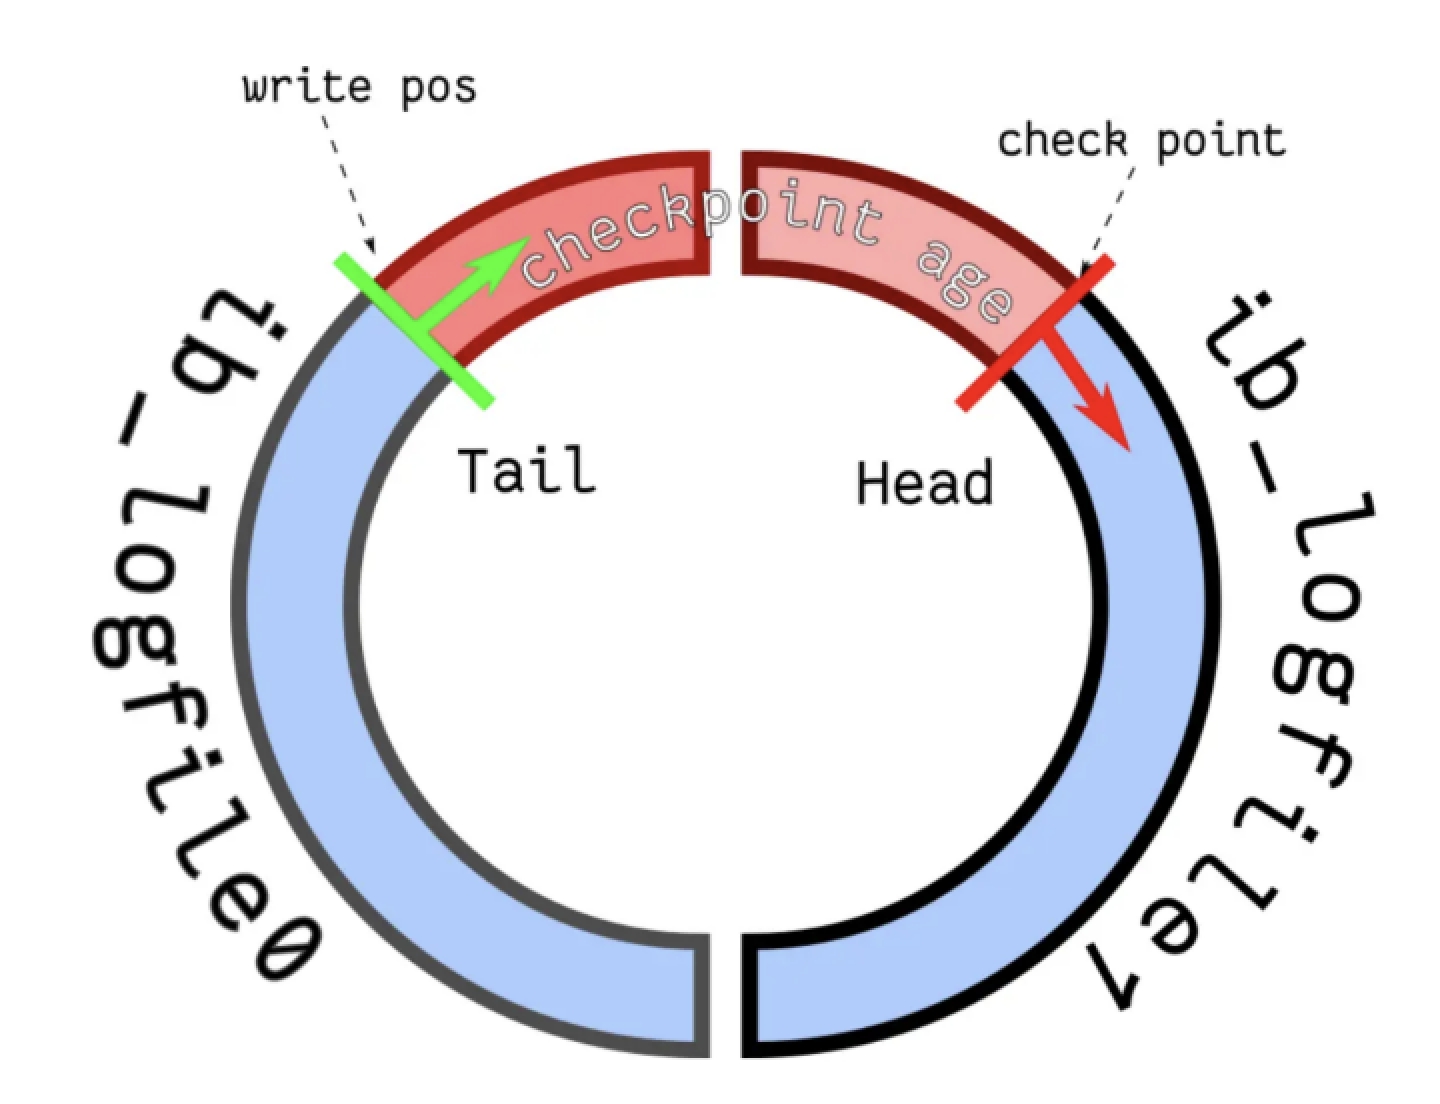 write pos
check point
checkpoint age
ib_logfile0
ib_logfile1
Tail
Head